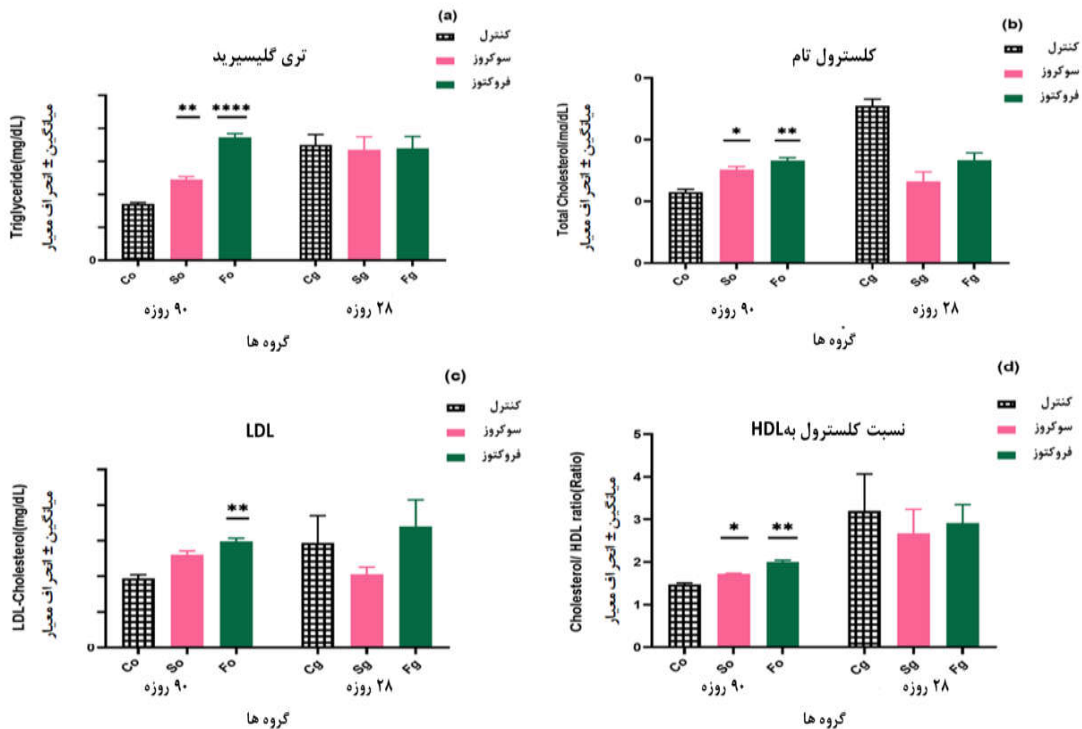 (a)
کنترل
سوکروز
فروکتوز
تری گلیسیرید
Triglyceride(mg/dL)
میانگین ± انحراف معیار
** ****
0
Co So Fo Cg Sg Fg
۹۰ روزه ۲۸ روزه
گروه ها
(b)
کنترل
سوکروز
فروکتوز
کلسترول تام
Total Cholesterol(mg/dL)
میانگین ± انحراف معیار
* **
0
0
0
0
Co So Fo Cg Sg Fg
۹۰ روزه ۲۸ روزه
گروه ها
(c)
کنترل
سوکروز
فروکتوز
LDL
LDL-Cholesterol(mg/dL)
میانگین ± انحراف معیار
**
0
Co So Fo Cg Sg Fg
۹۰ روزه ۲۸ روزه
گروه ها
(d)
کنترل
سوکروز
فروکتوز
نسبت کلسترول به HDL
Cholesterol/ HDL ratio(Ratio)
میانگین ± انحراف معیار
* **
5
4
3
2
1
0
Co So Fo Cg Sg Fg
۹۰ روزه ۲۸ روزه
گروه ها